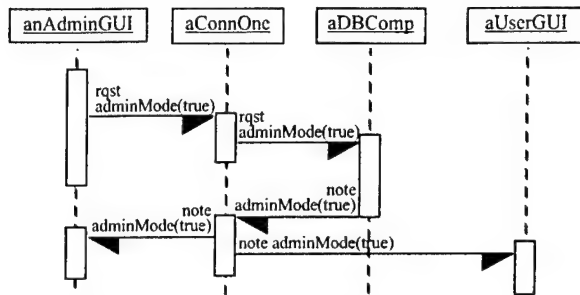 anAdminGUI
aConnOne
aDBComp
aUserGUI
rqst
adminMode(true)
rqst
adminMode(true)
note
adminMode(true)
note
adminMode(true)
note adminMode(true)